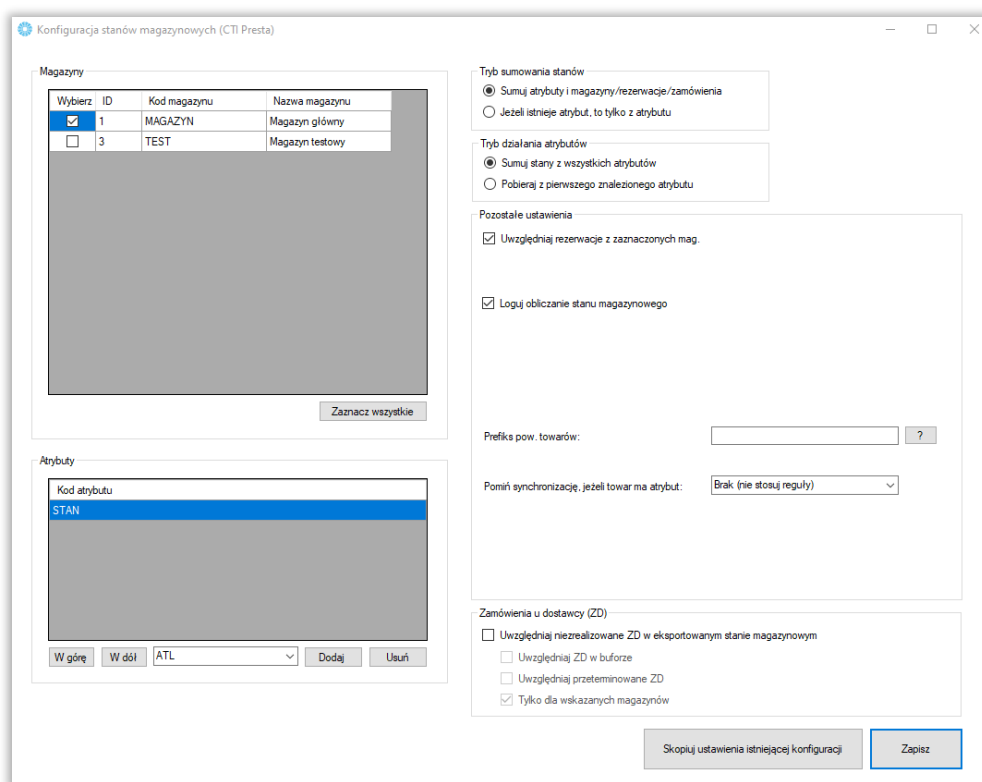 Konfiguracja stanów magazynowych (CTI Presta)
Magazyny
Wybierz ID Kod magazynu Nazwa magazynu
1 MAGAZYN Magazyn główny
3 TEST Magazyn testowy
Zaznacz wszystkie
Atrybuty
Kod atrybutu
STAN
W górę W dół ATL Dodaj Usuń
Tryb sumowania stanów
Sumuj atrybuty i magazyny/rezerwacje/zamówienia
Jeżeli istnieje atrybut, to tylko z atrybutu
Tryb działania atrybutów
Sumuj stany z wszystkich atrybutów
Pobieraj z pierwszego znalezionego atrybutu
Pozostałe ustawienia
Uwzględniaj rezerwacje z zaznaczonych mag.
Loguj obliczanie stanu magazynowego
Prefiks pow. towarów: ?
Pomiń synchronizację, jeżeli towar ma atrybut: Brak (nie stosuj reguły)
Zamówienia u dostawcy (ZD)
Uwzględniaj niezrealizowane ZD w eksportowanym stanie magazynowym
Uwzględniaj ZD w buforze
Uwzględniaj przeterminowane ZD
Tylko dla wskazanych magazynów
Skopiuj ustawienia istniejącej konfiguracji Zapisz